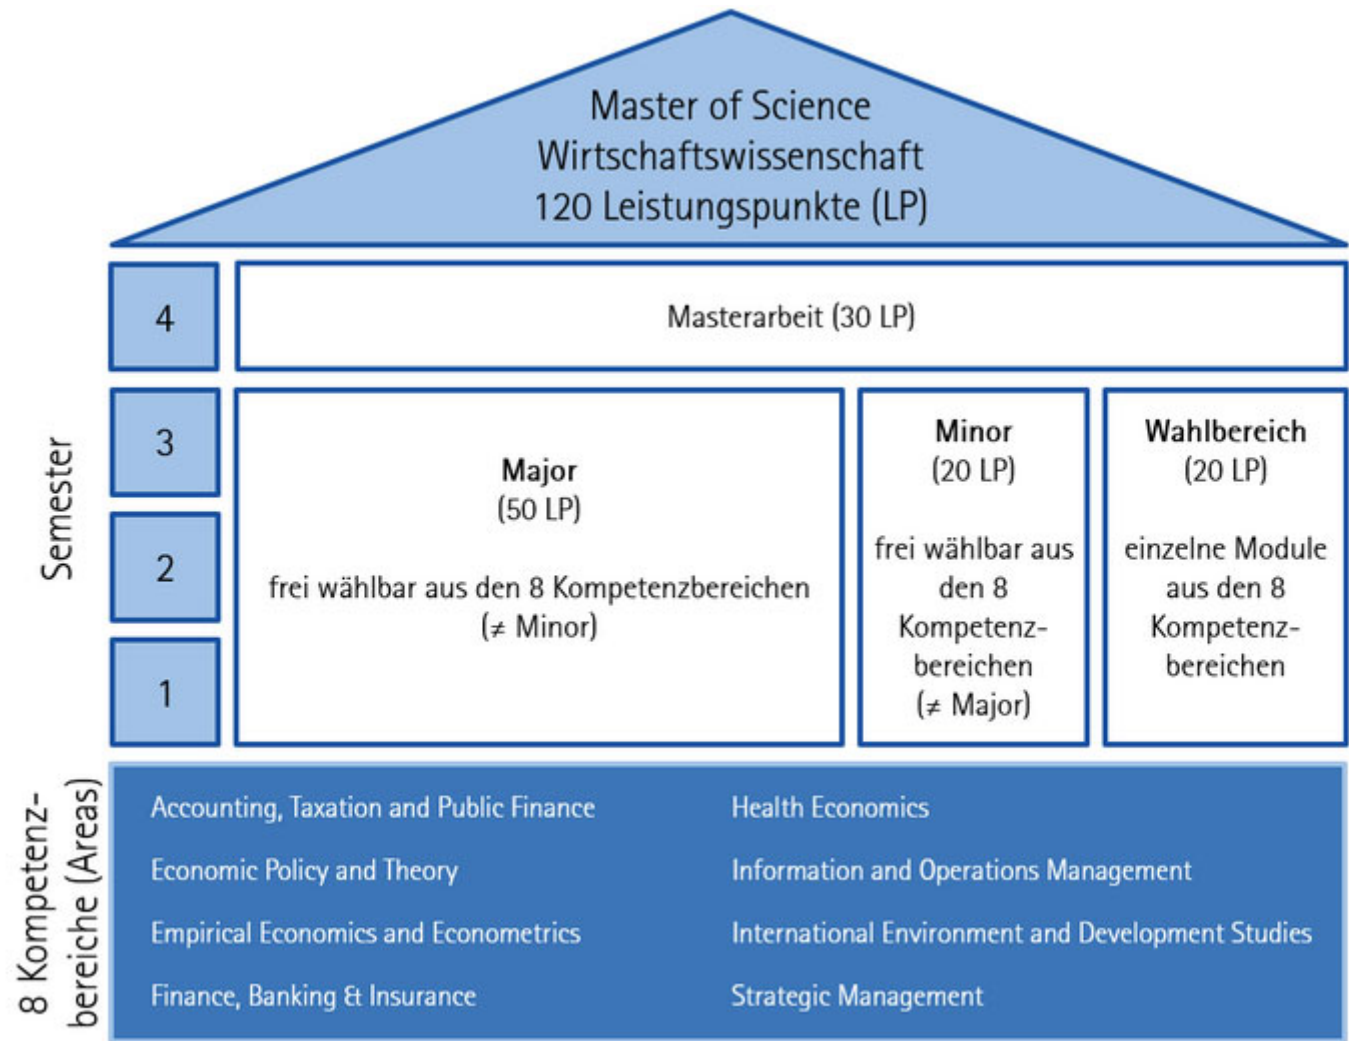 Master of Science
Wirtschaftswissenschaft
120 Leistungspunkte (LP)
Semester
4
Masterarbeit (30 LP)
3
2
1
Major
(50 LP)
frei wählbar aus den 8 Kompetenzbereichen
(≠ Minor)
Minor
(20 LP)
frei wählbar aus
den 8
Kompetenz-
bereichen
(≠ Major)
Wahlbereich
(20 LP)
einzelne Module
aus den 8
Kompetenz-
bereichen
8 Kompetenz-
bereiche (Areas)
Accounting, Taxation and Public Finance
Economic Policy and Theory
Empirical Economics and Econometrics
Finance, Banking & Insurance
Health Economics
Information and Operations Management
International Environment and Development Studies
Strategic Management